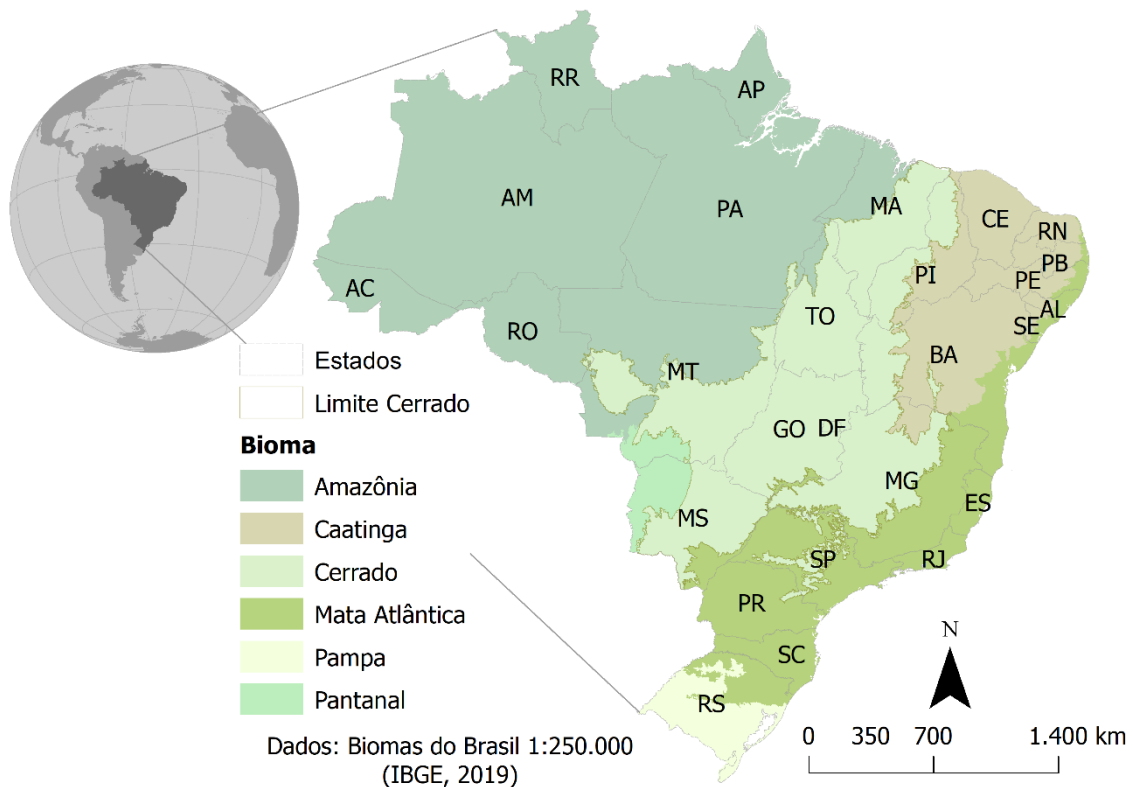 RR
AP
AM
PA
MA
CE
RN
PB
PI
PE
AC
AL
TO
SE
RO
BA
MT
GO
DF
MG
ES
MS
SP
RJ
PR
SC
RS
Estados
Limite Cerrado
Bioma
Amazônia
Caatinga
Cerrado
Mata Atlântica
Pampa
Pantanal
N
0 350 700 1.400 km
Dados: Biomas do Brasil 1:250.000
(IBGE, 2019)